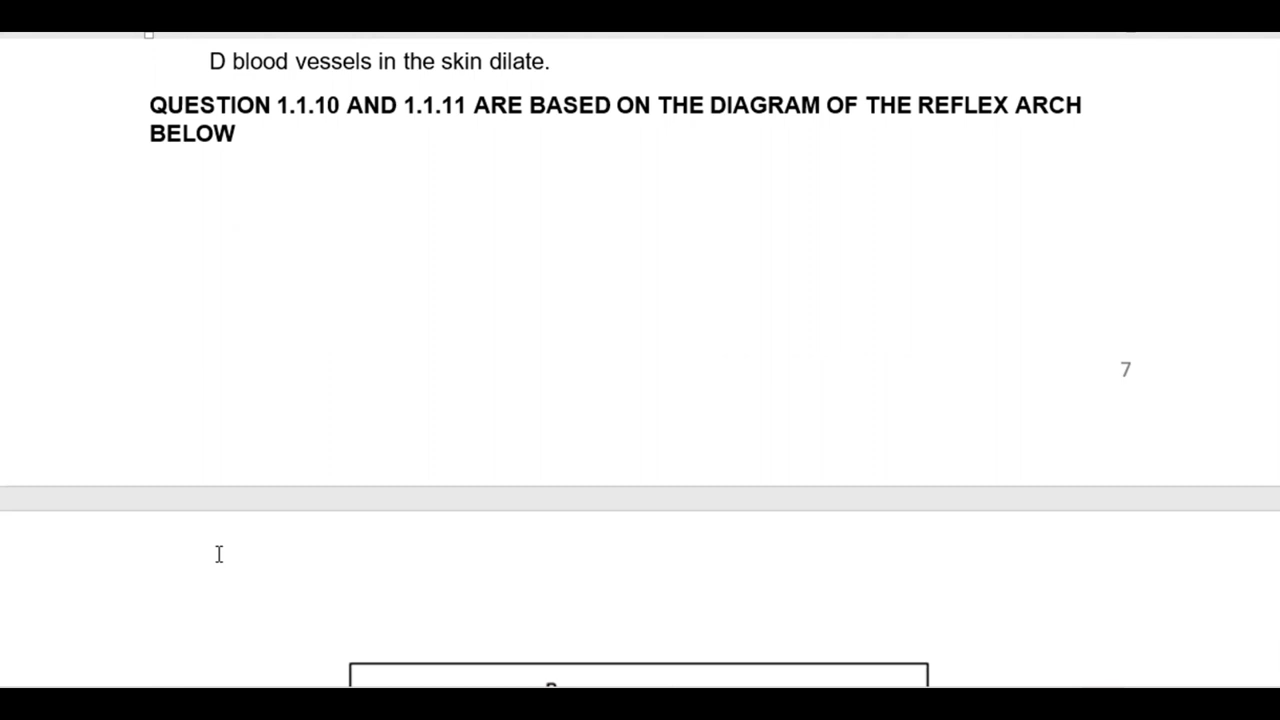 D blood vessels in the skin dilate.
QUESTION 1.1.10 AND 1.1.11 ARE BASED ON THE DIAGRAM OF THE REFLEX ARCH
BELOW
7